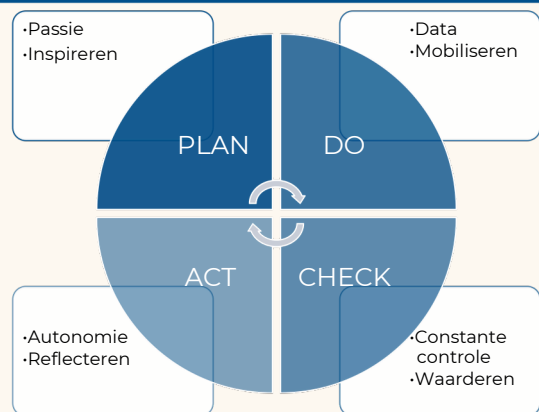 ·Passie
·Inspireren
·Data
·Mobiliseren
PLAN
DO
ACT
CHECK
·Autonomie
·Reflecteren
·Constante
controle
·Waarderen